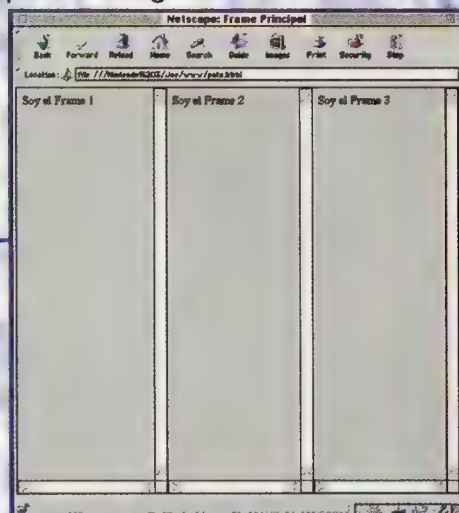 Netscape: Frame Principal
Back Forward Reload Home Search Guide Images Print Security Stop
Location:
Soy el Frame 1 Soy el Frame 2 Soy el Frame 3